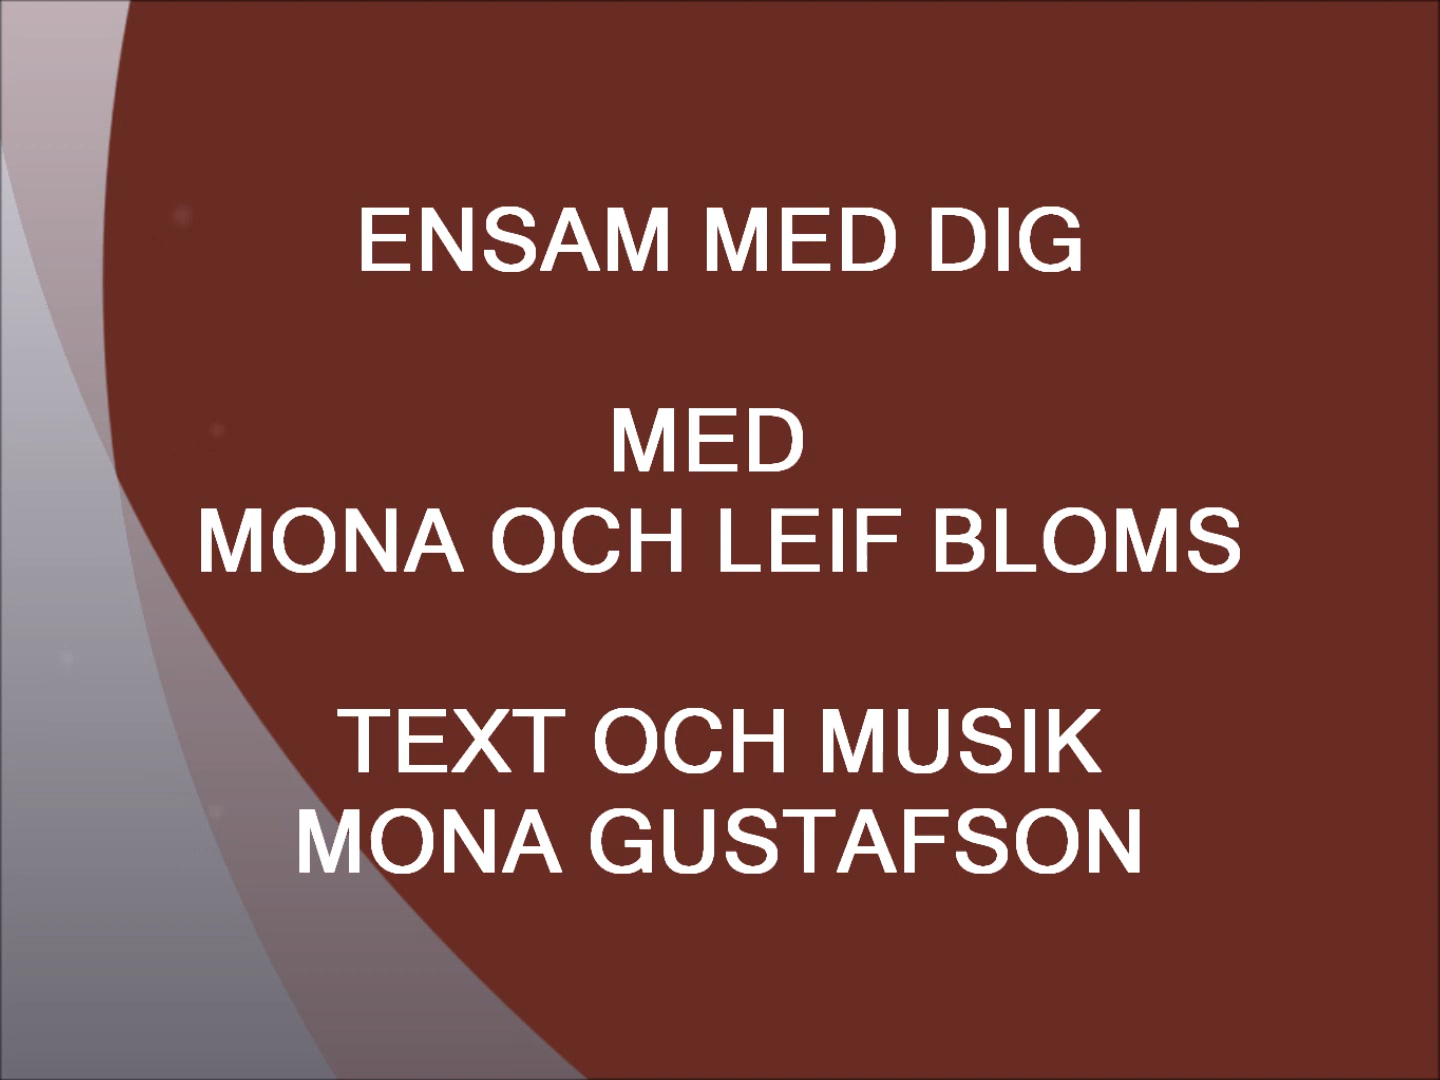 ENSAM MED DIG
MED
MONA OCH LEIF BLOMS
TEXT OCH MUSIK
MONA GUSTAFSON